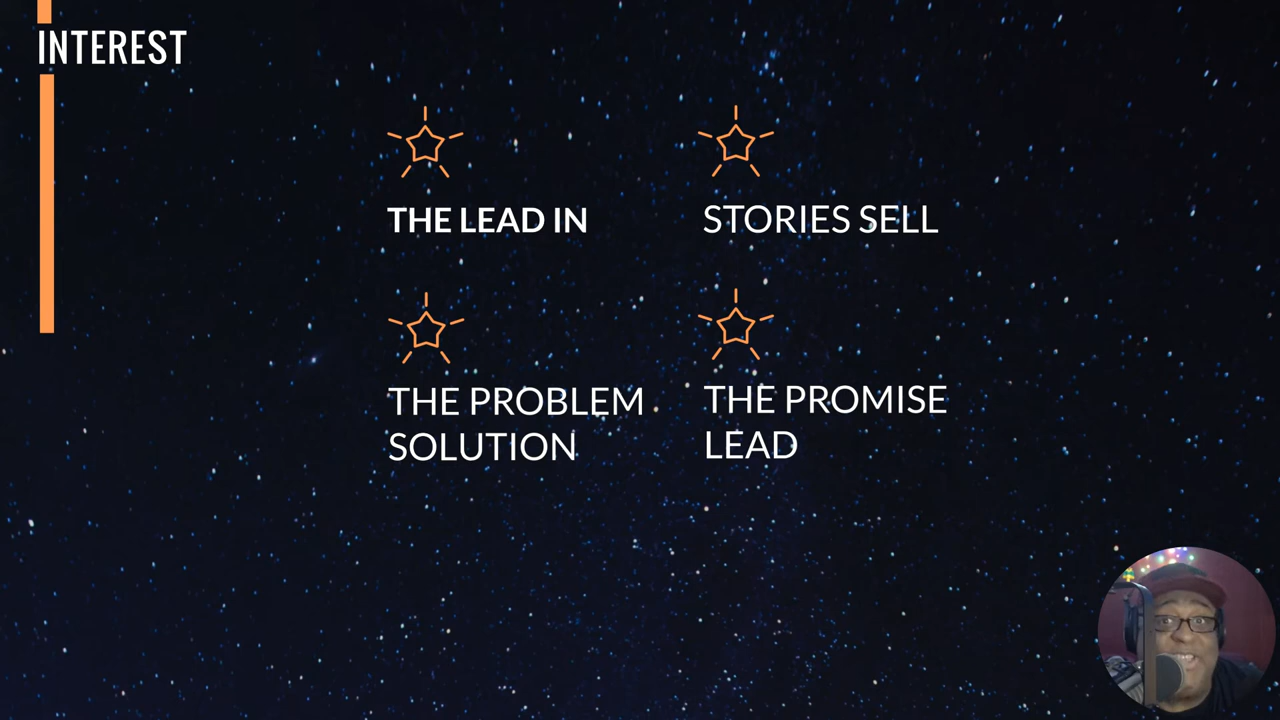 INTEREST
THE LEAD IN
STORIES SELL
THE PROBLEM
SOLUTION
THE PROMISE
LEAD